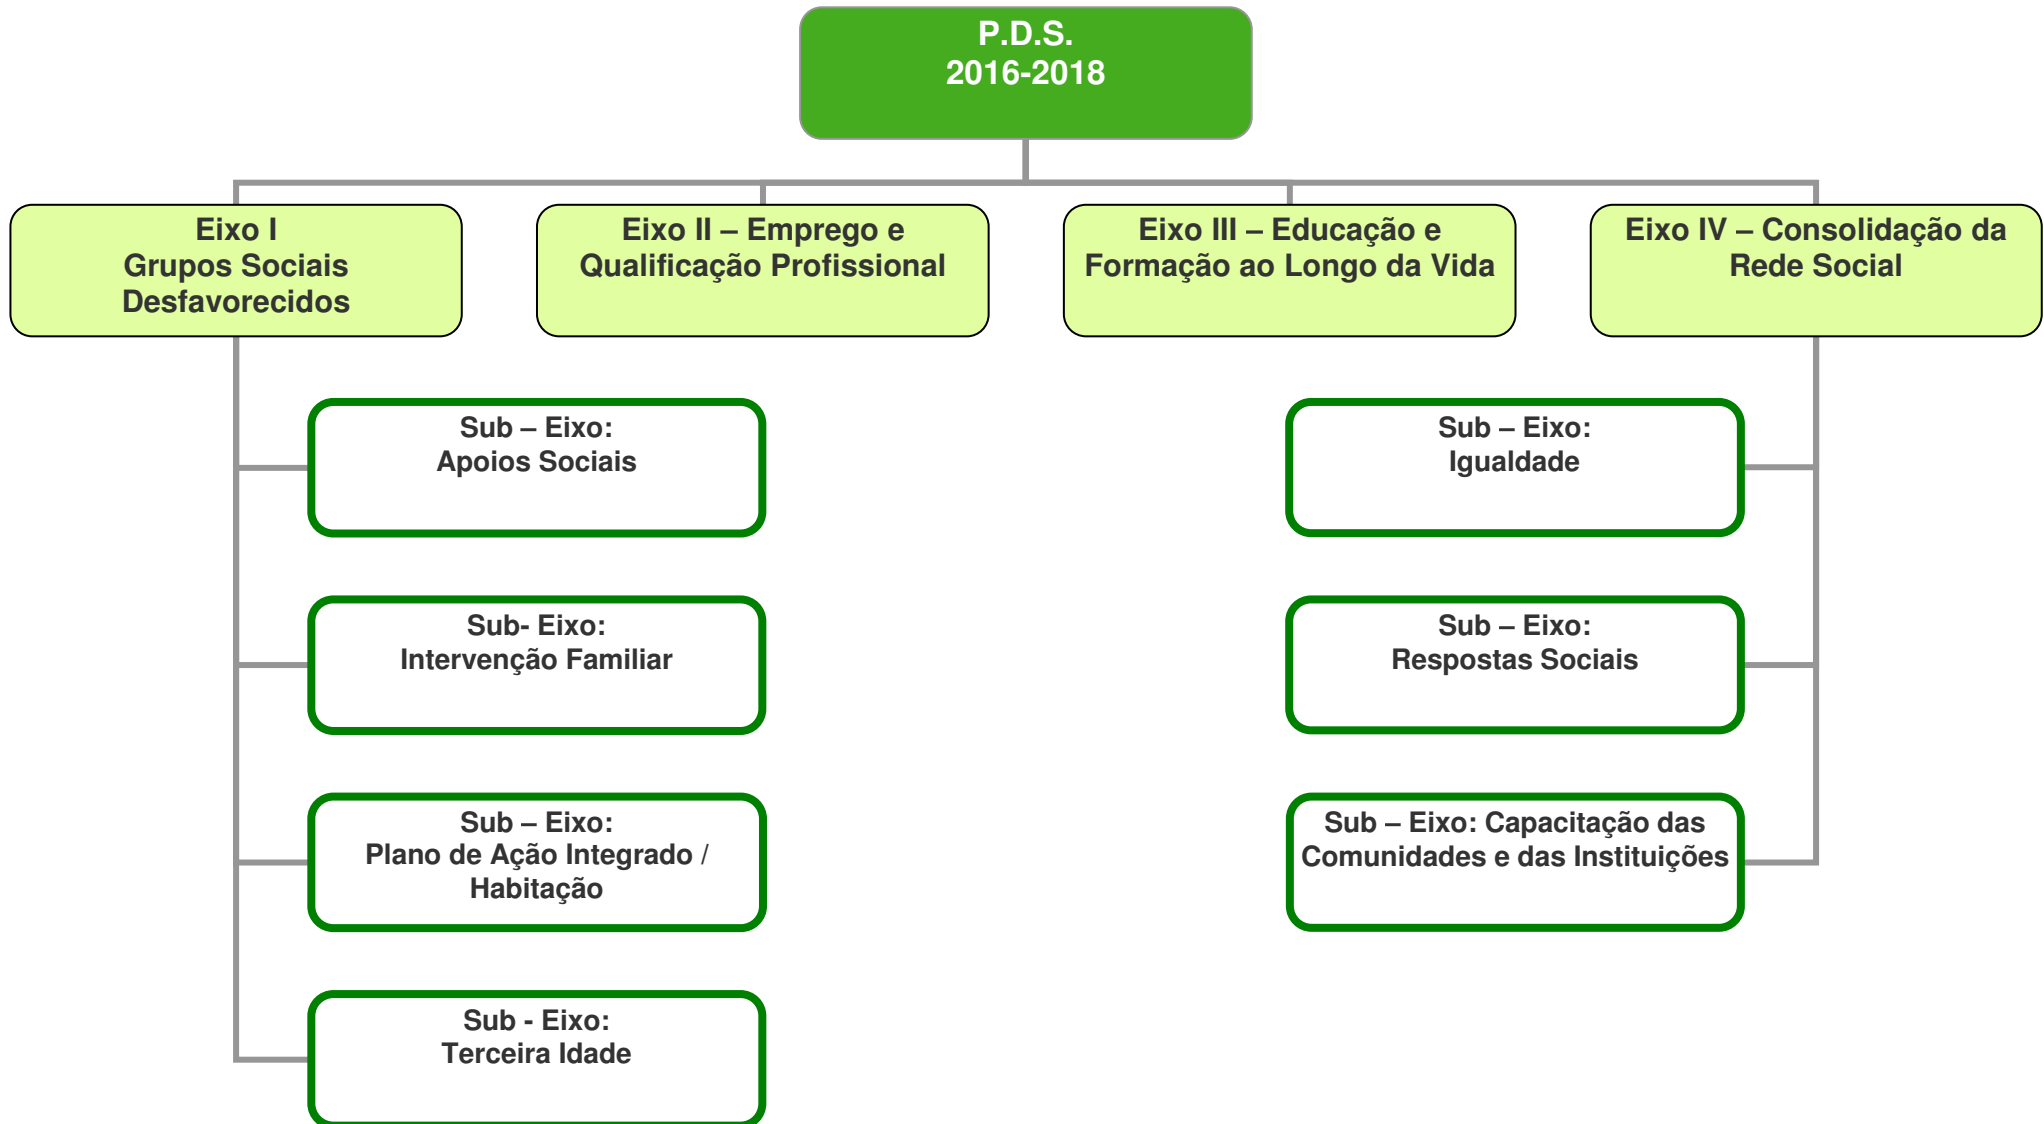 P.D.S.
2016-2018
Eixo I
Grupos Sociais
Desfavorecidos
Eixo II – Emprego e
Qualificação Profissional
Eixo III – Educação e
Formação ao Longo da Vida
Eixo IV – Consolidação da
Rede Social
Sub – Eixo:
Apoios Sociais
Sub- Eixo:
Intervenção Familiar
Sub – Eixo:
Plano de Ação Integrado /
Habitação
Sub - Eixo:
Terceira Idade
Sub – Eixo:
Igualdade
Sub – Eixo:
Respostas Sociais
Sub – Eixo: Capacitação das
Comunidades e das Instituições